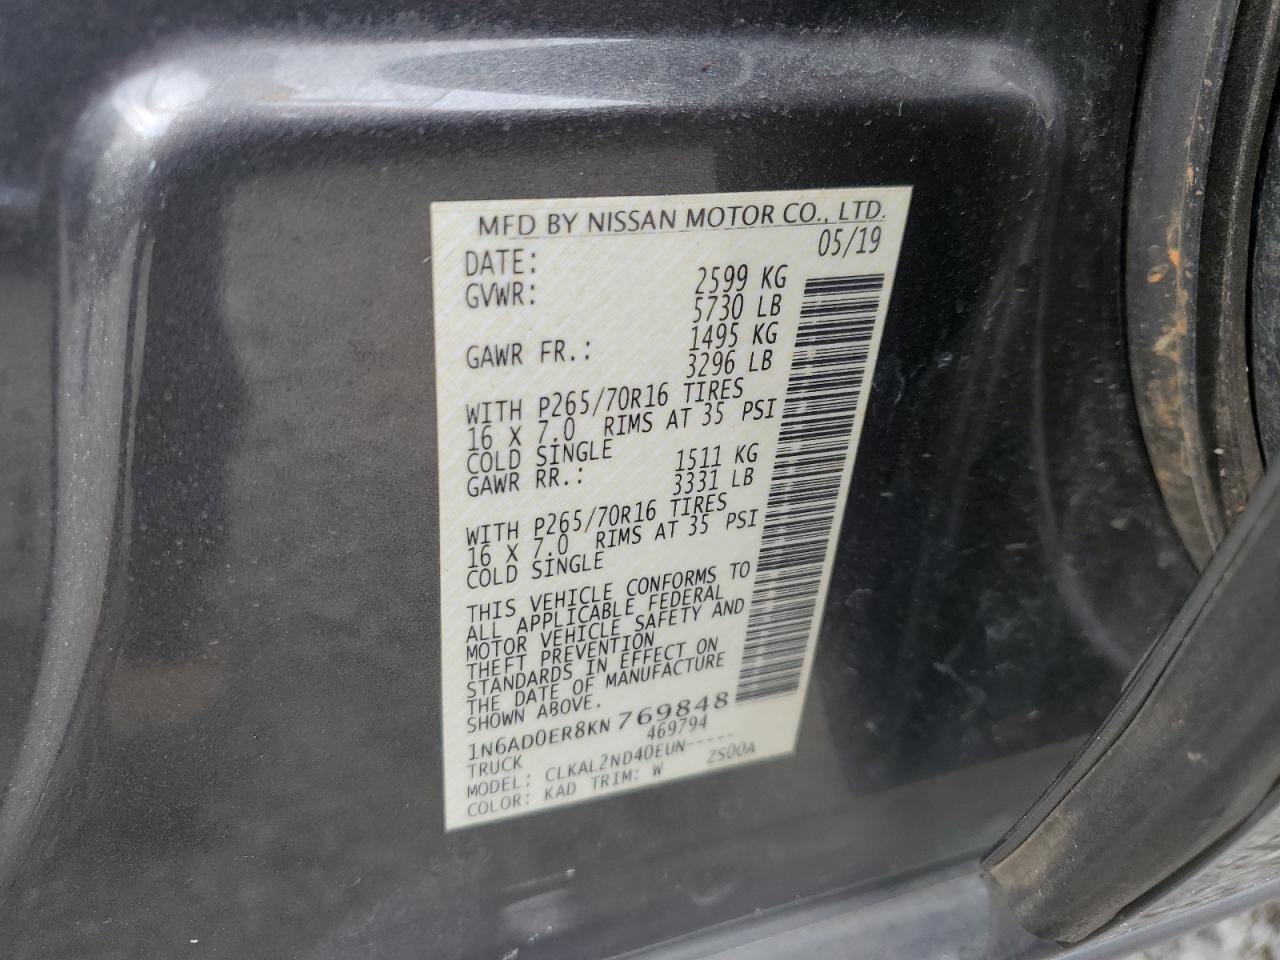 MFD BY NISSAN MOTOR CO., LTD.
DATE: 05/19
GVWR: 2599 KG
5730 LB
GAWR FR.: 1495 KG
3296 LB
WITH P265/70R16 TIRES
16 X 7.0 RIMS AT 35 PSI
COLD SINGLE
GAWR RR.: 1511 KG
3331 LB
WITH P265/70R16 TIRES
16 X 7.0 RIMS AT 35 PSI
COLD SINGLE
THIS VEHICLE CONFORMS TO
ALL APPLICABLE FEDERAL
MOTOR VEHICLE SAFETY AND
THEFT PREVENTION
STANDARDS IN EFFECT ON
THE DATE OF MANUFACTURE
SHOWN ABOVE.
1N6AD0ER8KN769848
TRUCK 469794
MODEL: CLKAL2ND40EUN-----
COLOR: KAD TRIM: W ZS00A